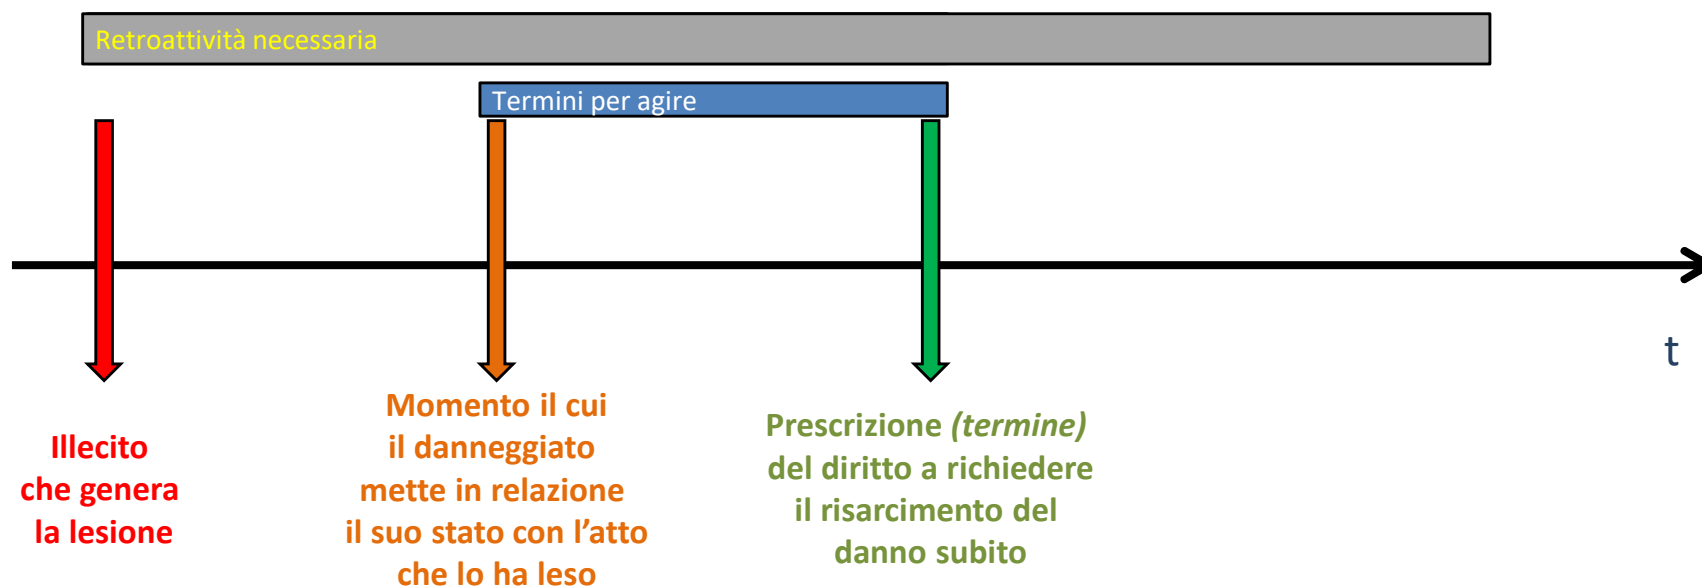 Retroattività necessaria
Termini per agire
t
Illecito
che genera
la lesione
Momento il cui
il danneggiato
mette in relazione
il suo stato con l'atto
che lo ha leso
Prescrizione (termine)
del diritto a richiedere
il risarcimento del
danno subito